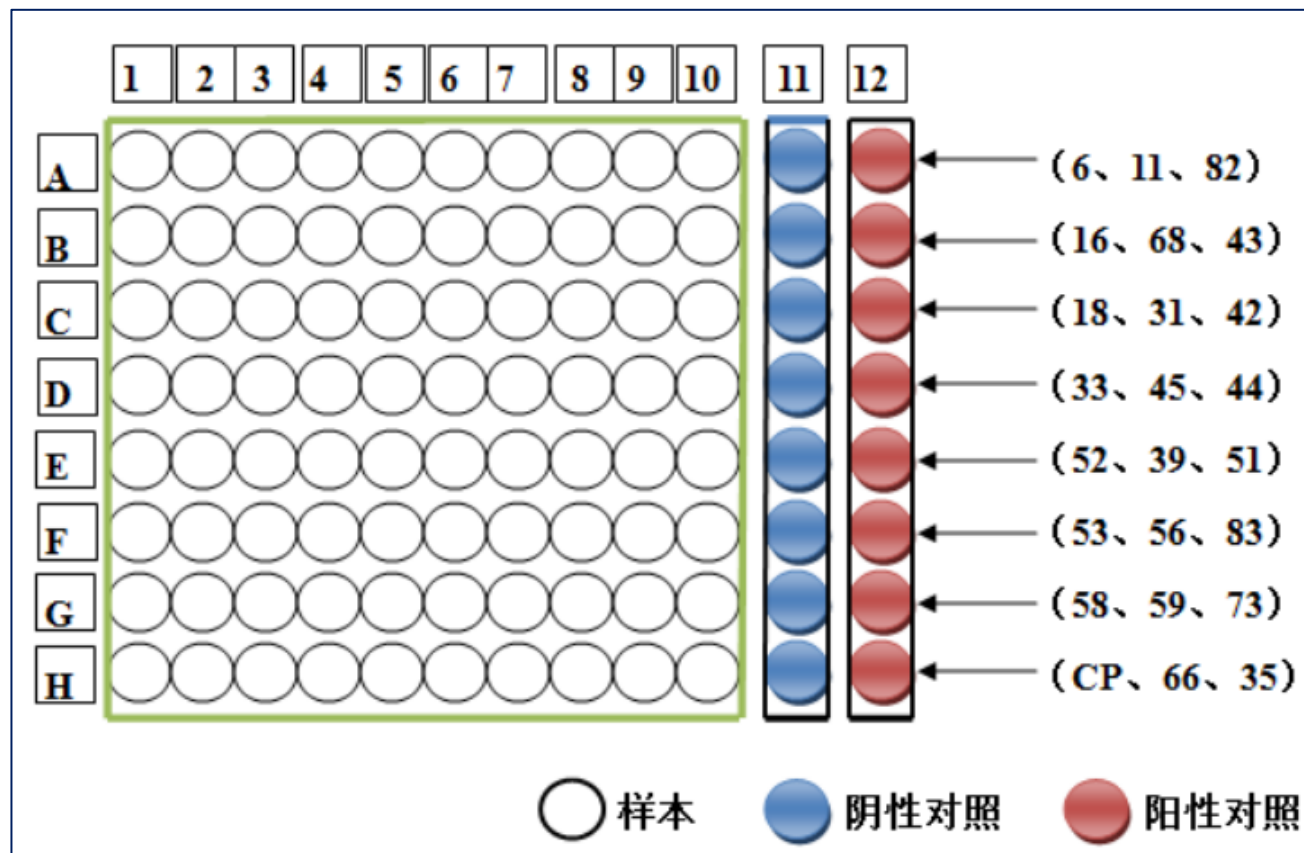 1 2 3 4 5 6 7 8 9 10 11 12
A (6、11、82)
B (16、68、43)
C (18、31、42)
D (33、45、44)
E (52、39、51)
F (53、56、83)
G (58、59、73)
H (CP、66、35)
样本 阴性对照 阳性对照